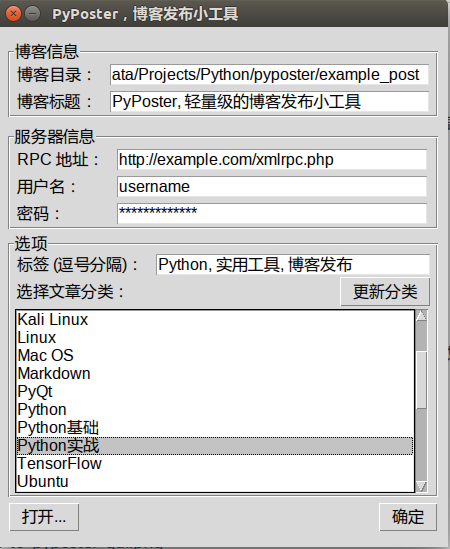 PyPoster , 博客发布小工具
博客信息
博客目录 : ata/Projects/Python/pyposter/example_post
博客标题 : PyPoster, 轻量级的博客发布小工具
服务器信息
RPC 地址 : http://example.com/xmlrpc.php
用户名 : username
密码 : *************
选项
标签 (逗号分隔) : Python, 实用工具, 博客发布
选择文章分类 : 更新分类
Kali Linux
Linux
Mac OS
Markdown
PyQt
Python
Python基础
Python实战
TensorFlow
Ubuntu
打开... 确定